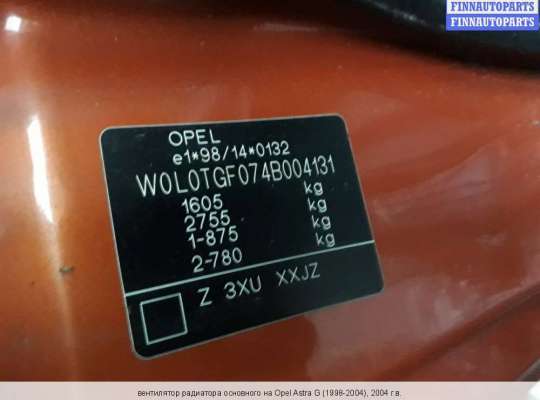 FINNAUTOPARTS
FINNAUTOPARTS
FINNAUTOPARTS
OPEL
e1*98/14*0132
W0L0TGF074B004131
1605 kg
2755 kg
1-875 kg
2-780 kg
Z 3XU XXJZ
вентилятор радиатора основного на Opel Astra G (1998-2004), 2004 г.в.